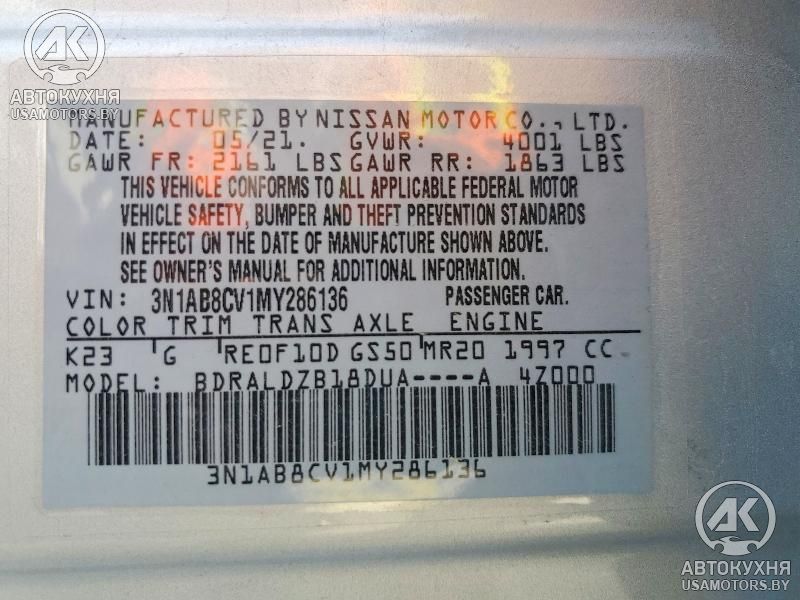 АК
АВТОКУХНЯ
USAMOTORS.BY
MANUFACTURED BY NISSAN MOTOR CO., LTD.
DATE: 05/21. GVWR: 4001 LBS
GAWR FR: 2161 LBS GAWR RR: 1863 LBS
THIS VEHICLE CONFORMS TO ALL APPLICABLE FEDERAL MOTOR
VEHICLE SAFETY, BUMPER AND THEFT PREVENTION STANDARDS
IN EFFECT ON THE DATE OF MANUFACTURE SHOWN ABOVE.
SEE OWNER'S MANUAL FOR ADDITIONAL INFORMATION.
VIN: 3N1AB8CV1MY286136 PASSENGER CAR.
COLOR TRIM TRANS AXLE ENGINE
K23 G RE0F10D GS50 MR20 1997 CC
MODEL: BDRALDZB18DUA----A 4Z000
3N1AB8CV1MY286136
АК
АВТОКУХНЯ
USAMOTORS.BY